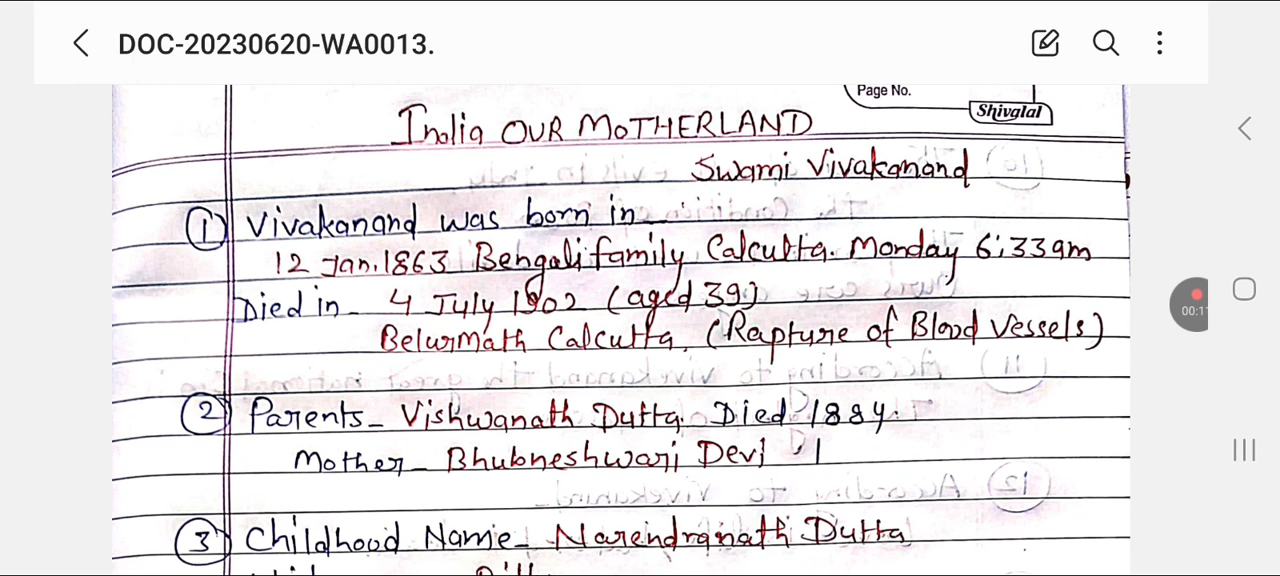 DOC-20230620-WA0013.
Page No.
Shivalal
India OUR MOTHERLAND
Swami Vivakanand
① Vivakanand was born in
12 Jan. 1863 Bengali family Calcutta. Monday 6:33am
Died in - 4 July 1902 (aged 39)
Belurmath Calcutta, (Rapture of Blood Vessels)
② Parents - Vishwanath Dutta. Died 1884.
Mother - Bhubneshwari Devi
③ Childhood Name - Narendranath Dutta